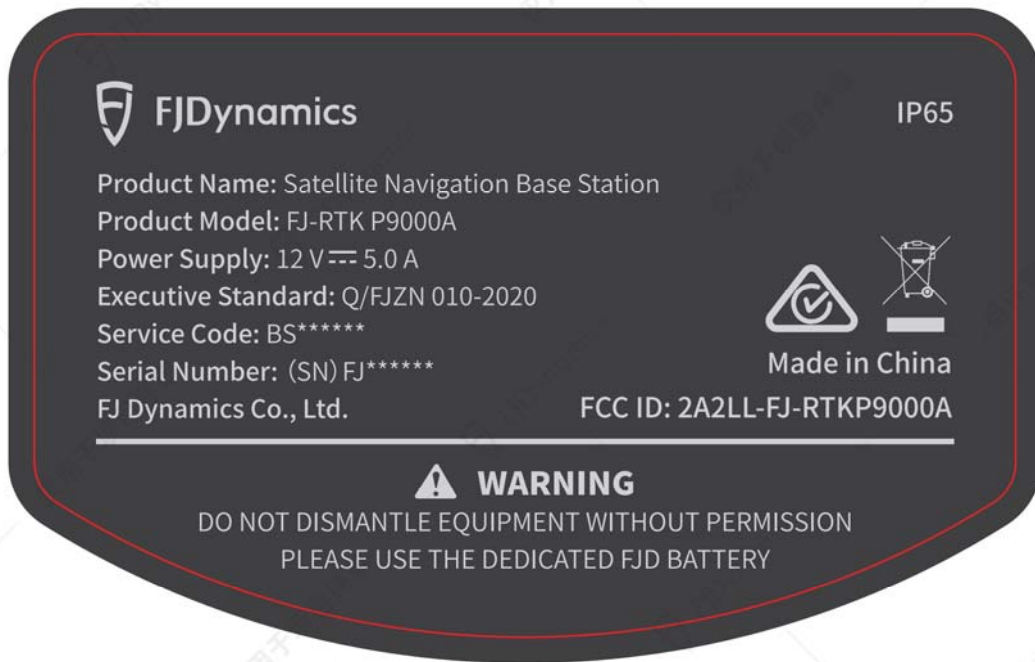 FJDynamics
IP65
Product Name: Satellite Navigation Base Station
Product Model: FJ-RTK P9000A
Power Supply: 12 V ⎓ 5.0 A
Executive Standard: Q/FJZN 010-2020
Service Code: BS******
Serial Number: (SN) FJ******
Made in China
FJ Dynamics Co., Ltd.
FCC ID: 2A2LL-FJ-RTKP9000A
WARNING
DO NOT DISMANTLE EQUIPMENT WITHOUT PERMISSION
PLEASE USE THE DEDICATED FJD BATTERY